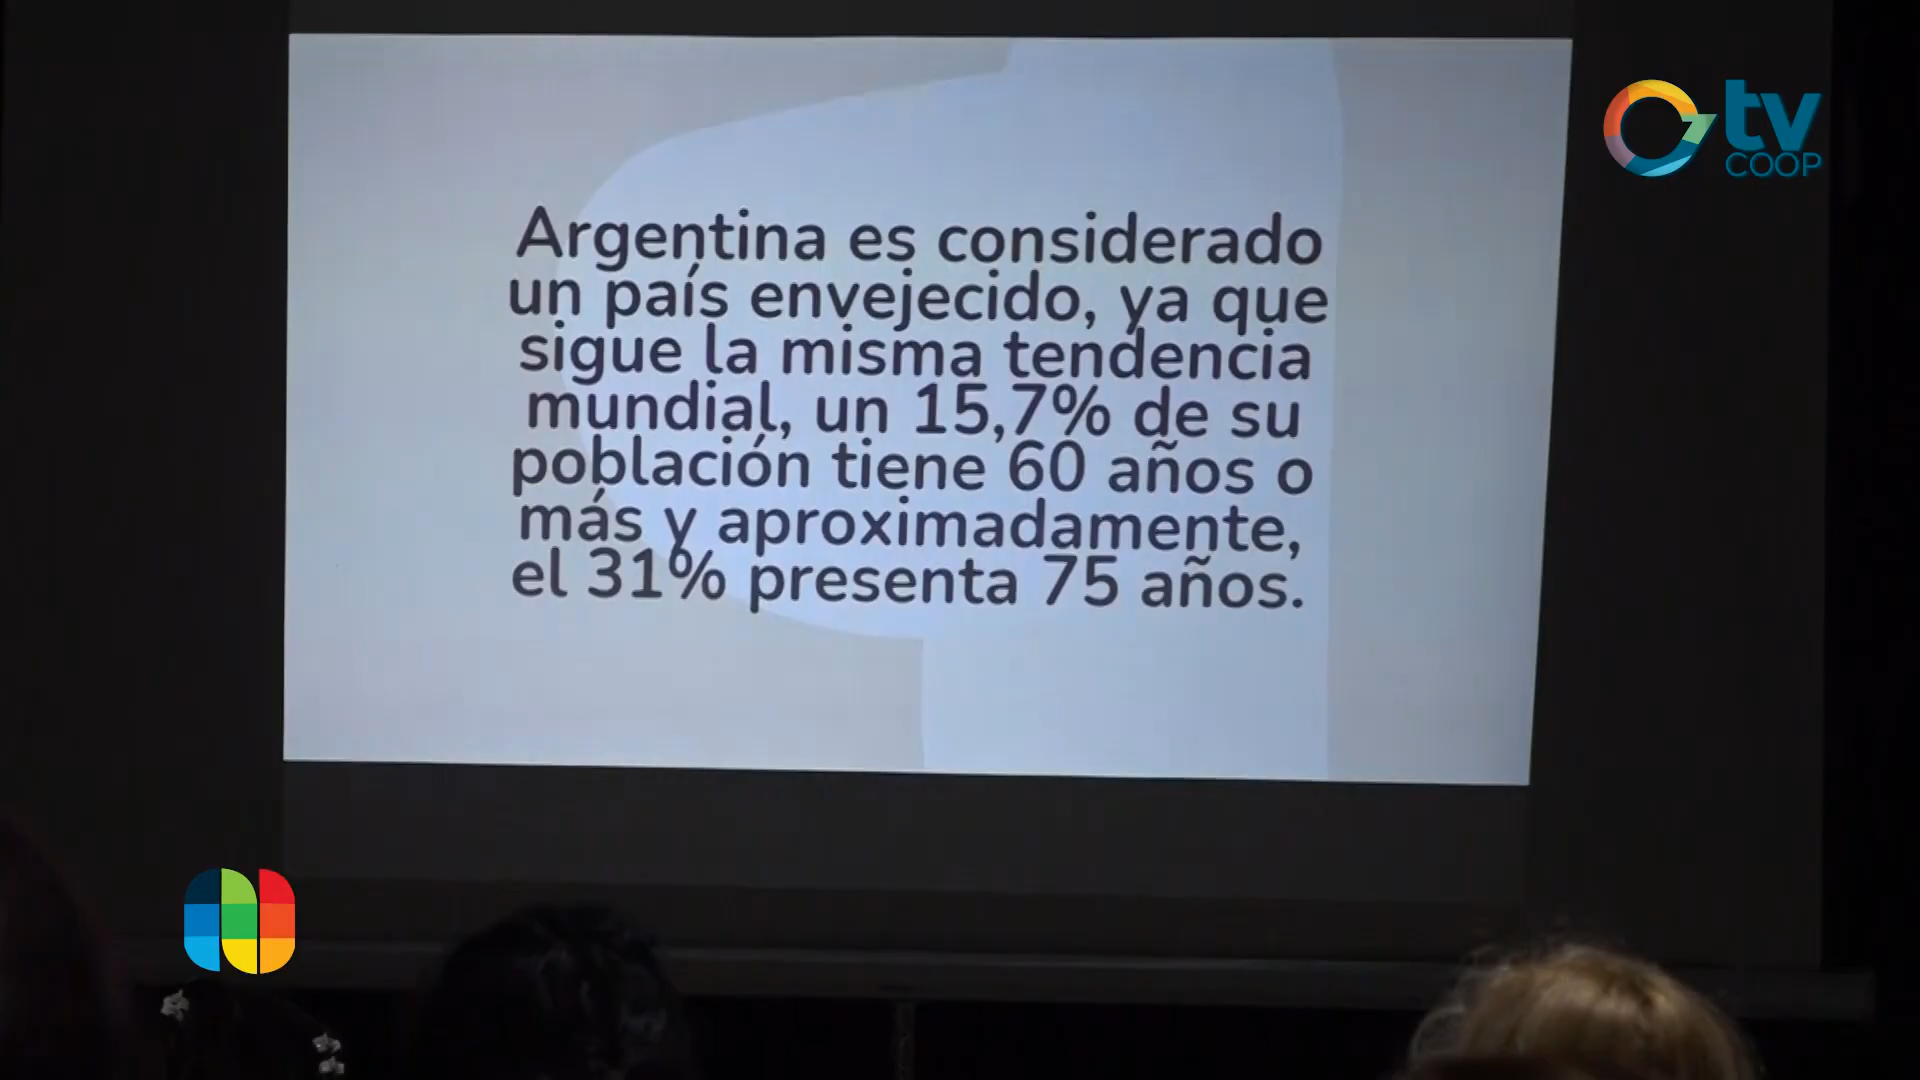 Argentina es considerado
un país envejecido, ya que
sigue la misma tendencia
mundial, un 15,7% de su
población tiene 60 años o
más y aproximadamente,
el 31% presenta 75 años.
tv
COOP